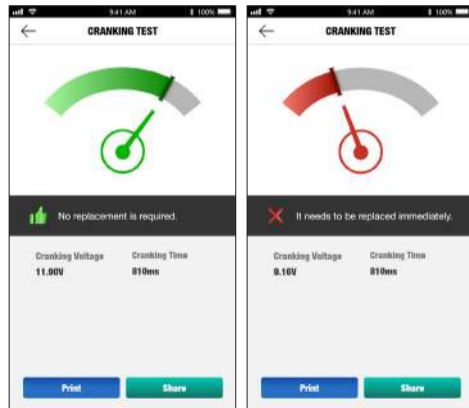 9:41 AM
100%
CRANKING TEST
No replacement is required.
Cranking Voltage
Cranking Time
11.90V
810ms
Print
Share
9:41 AM
100%
CRANKING TEST
It needs to be replaced immediately.
Cranking Voltage
Cranking Time
9.16V
810ms
Print
Share